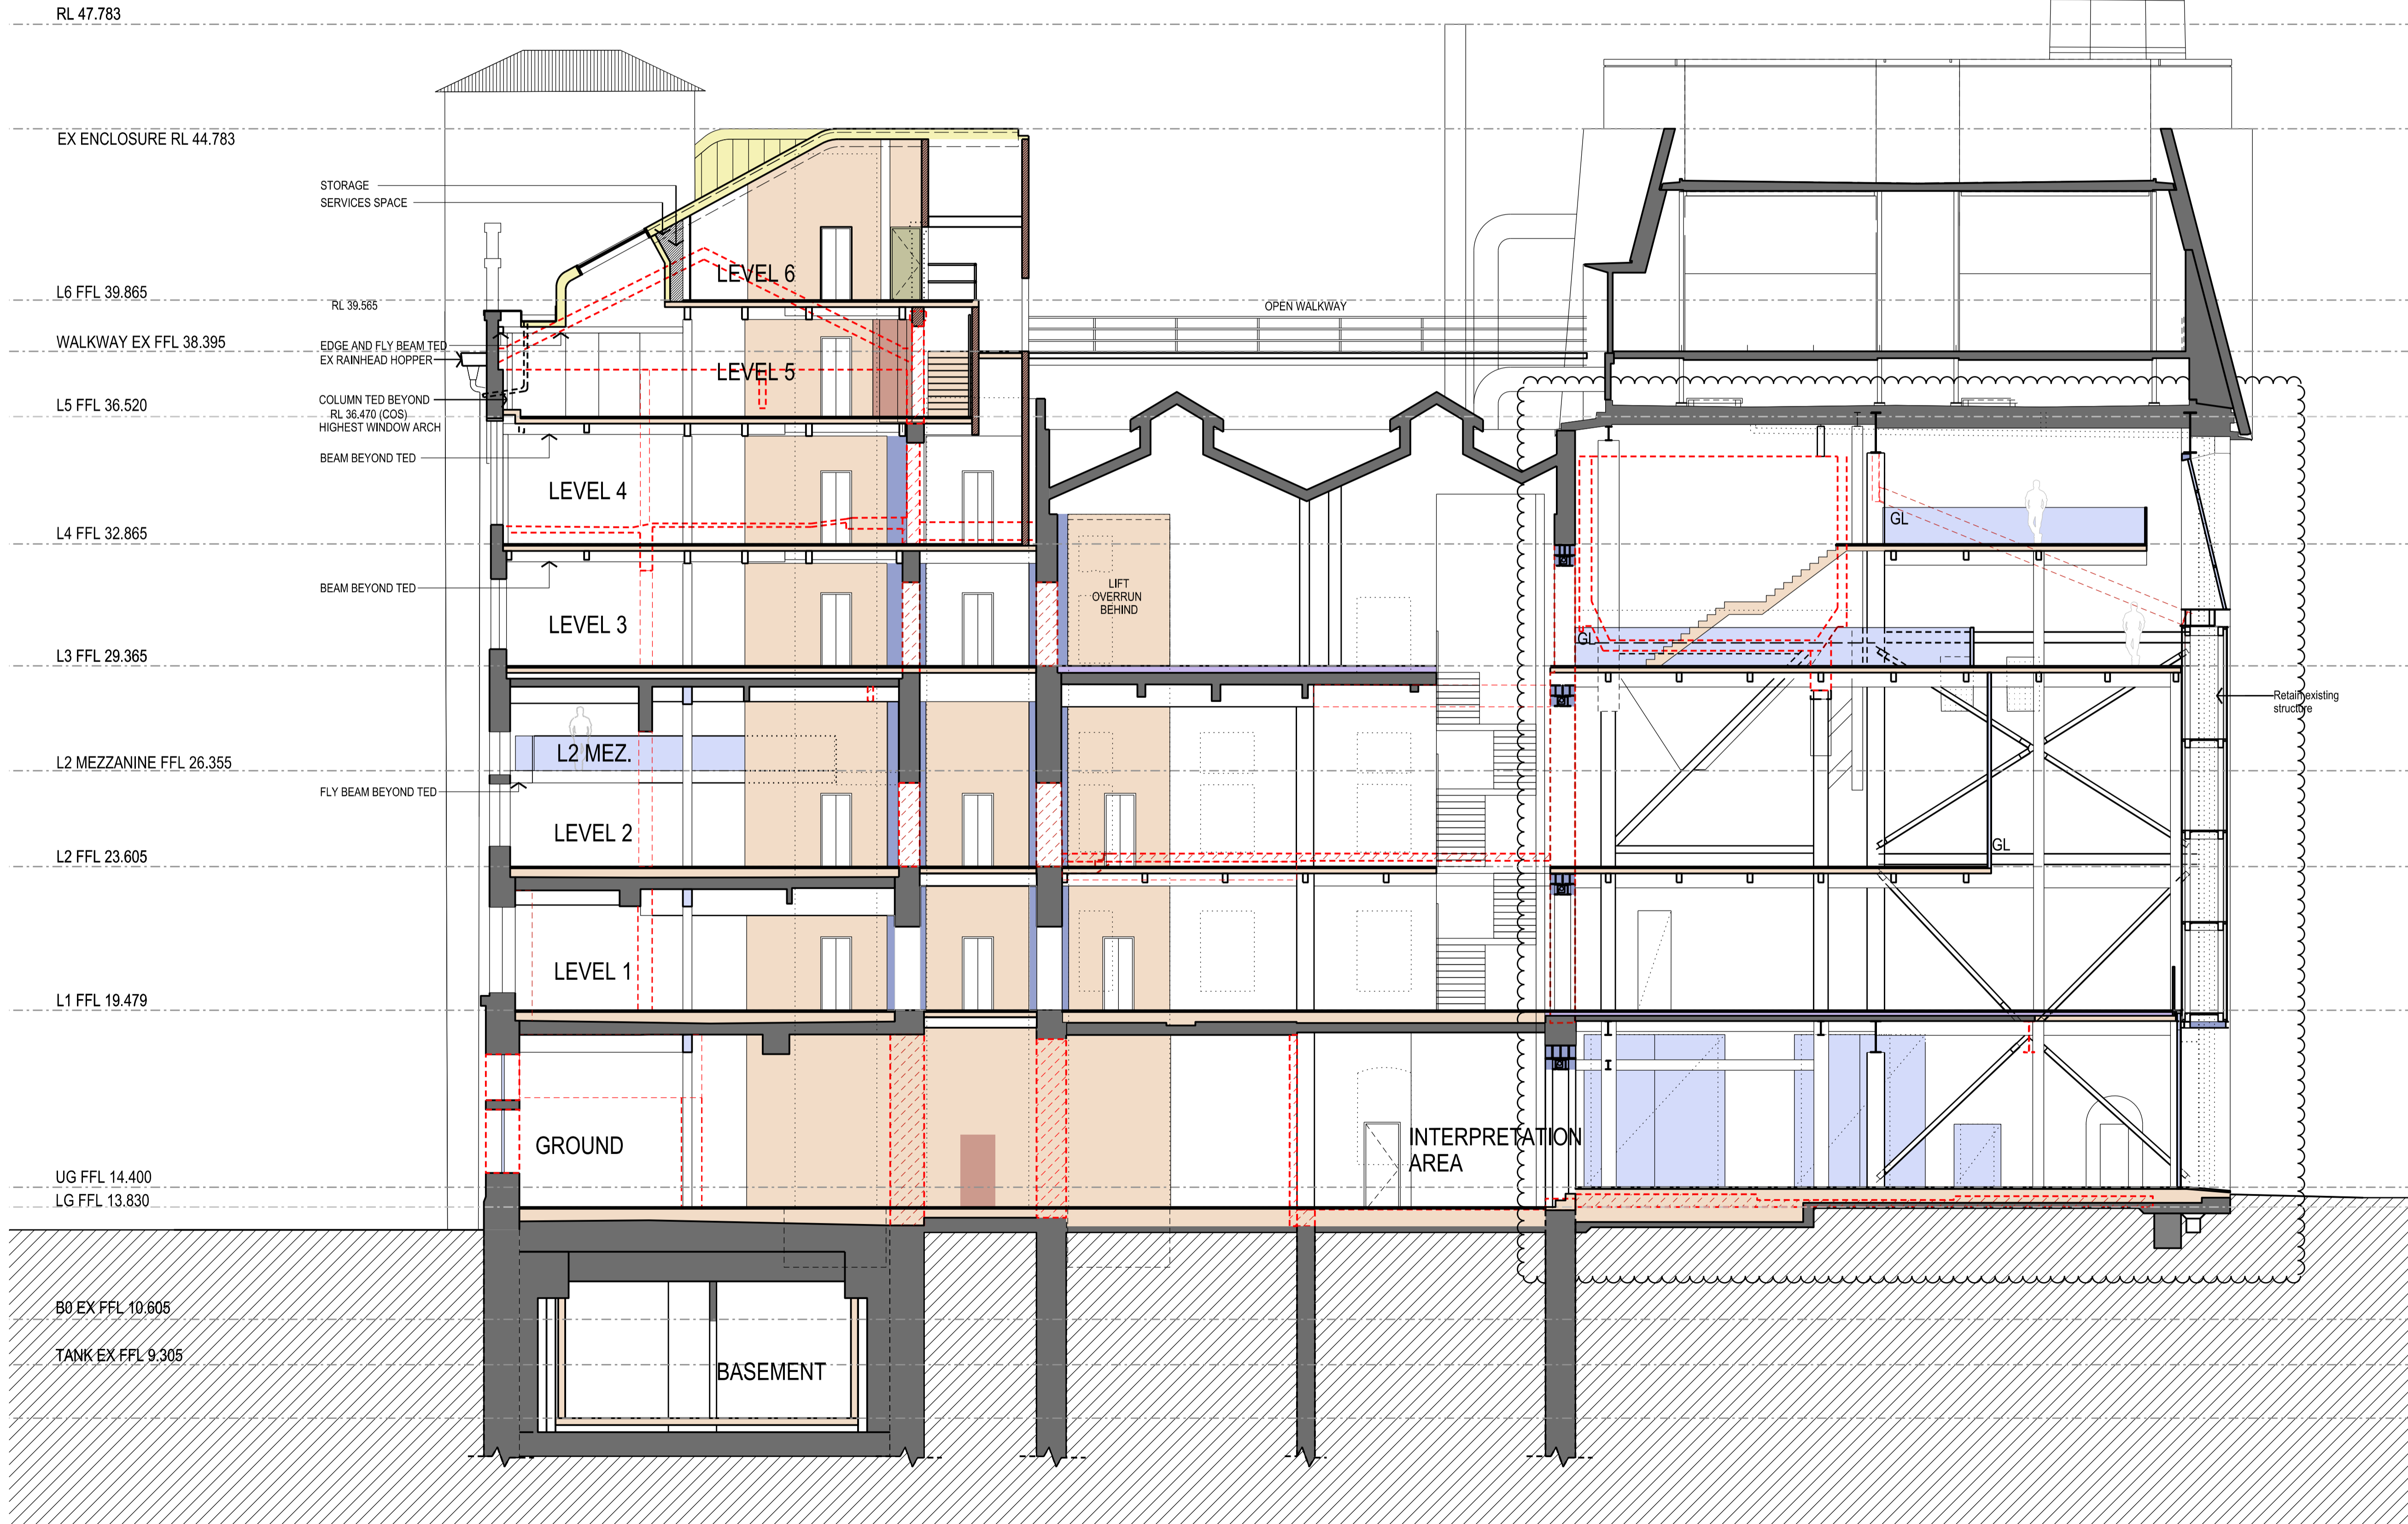 RL 47.783
EX ENCLOSURE RL 44.783
STORAGE
SERVICES SPACE
LEVEL 6
L6 FFL 39.865
RL 39.565
OPEN WALKWAY
WALKWAY EX FFL 38.395
EDGE AND FLY BEAM TED
EX RAINHEAD HOPPER
LEVEL 5
COLUMN TED BEYOND
L5 FFL 36.520
RL 36.470 (COS)
HIGHEST WINDOW ARCH
BEAM BEYOND TED
LEVEL 4
GL
L4 FFL 32.865
BEAM BEYOND TED
LIFT
OVERRUN
BEHIND
LEVEL 3
GL
L3 FFL 29.365
Retain existing
structure
L2 MEZ.
L2 MEZZANINE FFL 26.355
FLY BEAM BEYOND TED
LEVEL 2
GL
L2 FFL 23.605
LEVEL 1
L1 FFL 19.479
GROUND
INTERPRETATION
AREA
UG FFL 14.400
LG FFL 13.830
B0 EX FFL 10.605
TANK EX FFL 9.305
BASEMENT